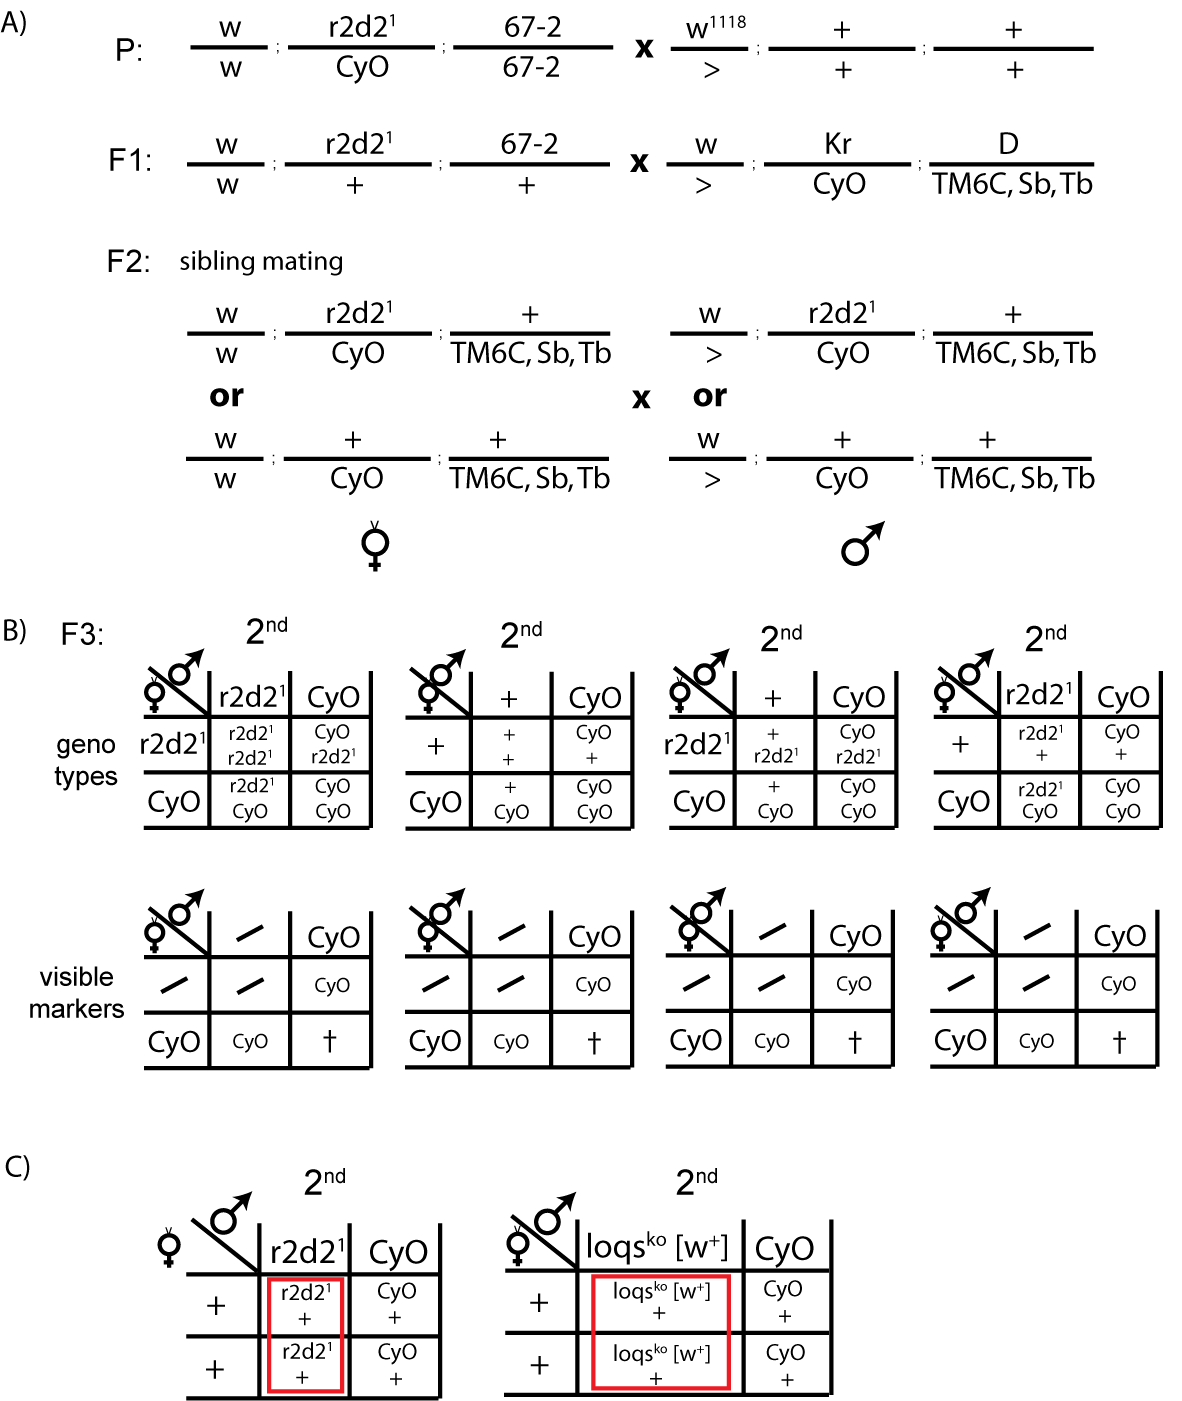 A)
P: w ; r2d2¹ ; 67-2 x w¹¹¹⁸ ; + ; +
w CyO 67-2 > + +
F1: w ; r2d2¹ ; 67-2 x w ; Kr ; D
w + + > CyO TM6C, Sb, Tb
F2: sibling mating
w ; r2d2¹ ; + w ; r2d2¹ ; +
w CyO TM6C, Sb, Tb > CyO TM6C, Sb, Tb
or x or
w ; + ; + w ; + ; +
w CyO TM6C, Sb, Tb > CyO TM6C, Sb, Tb
B) F3: 2nd 2nd 2nd 2nd
r2d2¹ CyO + CyO + CyO r2d2¹ CyO
geno types
r2d2¹ r2d2¹ CyO + + CyO r2d2¹ + CyO + r2d2¹ CyO
r2d2¹ r2d2¹ + + r2d2¹ r2d2¹ + +
CyO r2d2¹ CyO CyO + CyO CyO + CyO CyO r2d2¹ CyO
CyO CyO CyO CyO CyO CyO CyO CyO
CyO CyO CyO CyO
visible markers
CyO CyO CyO CyO
CyO CyO † CyO CyO † CyO CyO † CyO CyO †
C) 2nd 2nd
r2d2¹ CyO loqsᵏᵒ [w⁺] CyO
+ r2d2¹ CyO + loqsᵏᵒ [w⁺] CyO
+ + + +
+ r2d2¹ CyO + loqsᵏᵒ [w⁺] CyO
+ + + +